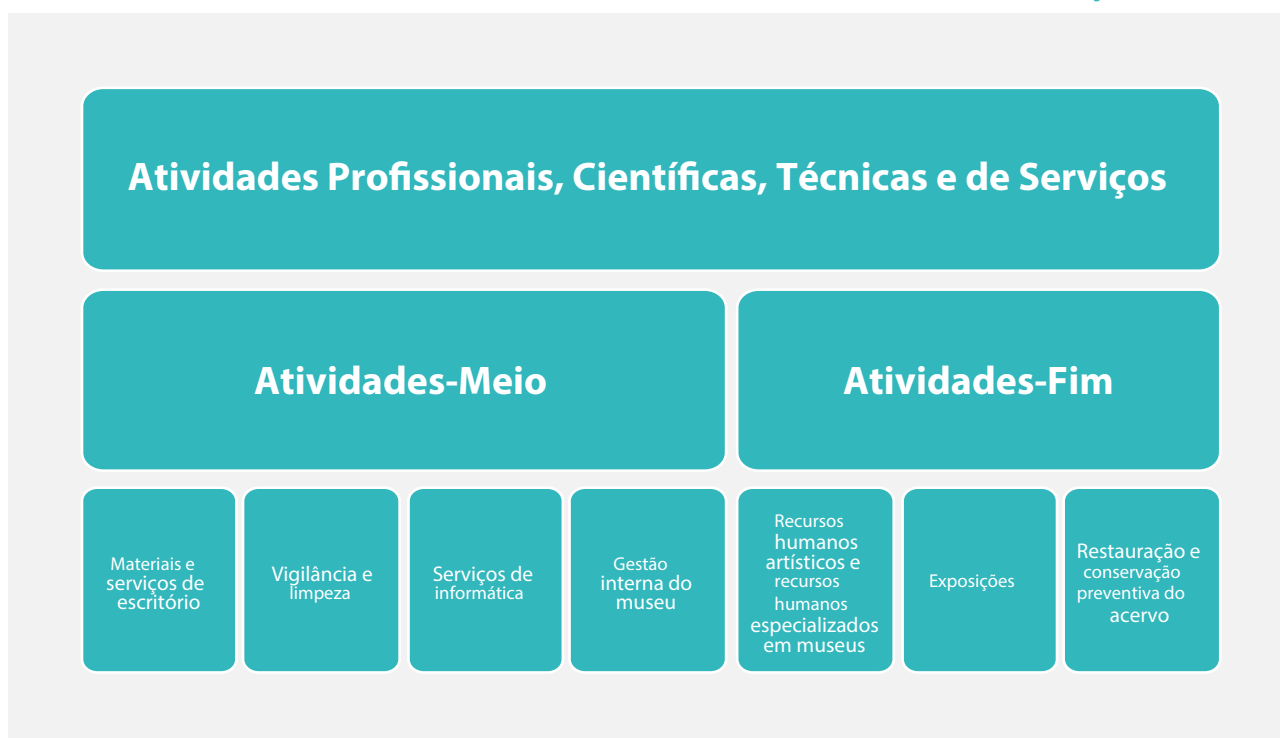 Atividades Profissionais, Científicas, Técnicas e de Serviços
Atividades-Meio
Atividades-Fim
Materiais e
serviços de
escritório
Vigilância e
limpeza
Serviços de
informática
Gestão
interna do
museu
Recursos
humanos
artísticos e
recursos
humanos
especializados
em museus
Exposições
Restauração e
conservação
preventiva do
acervo